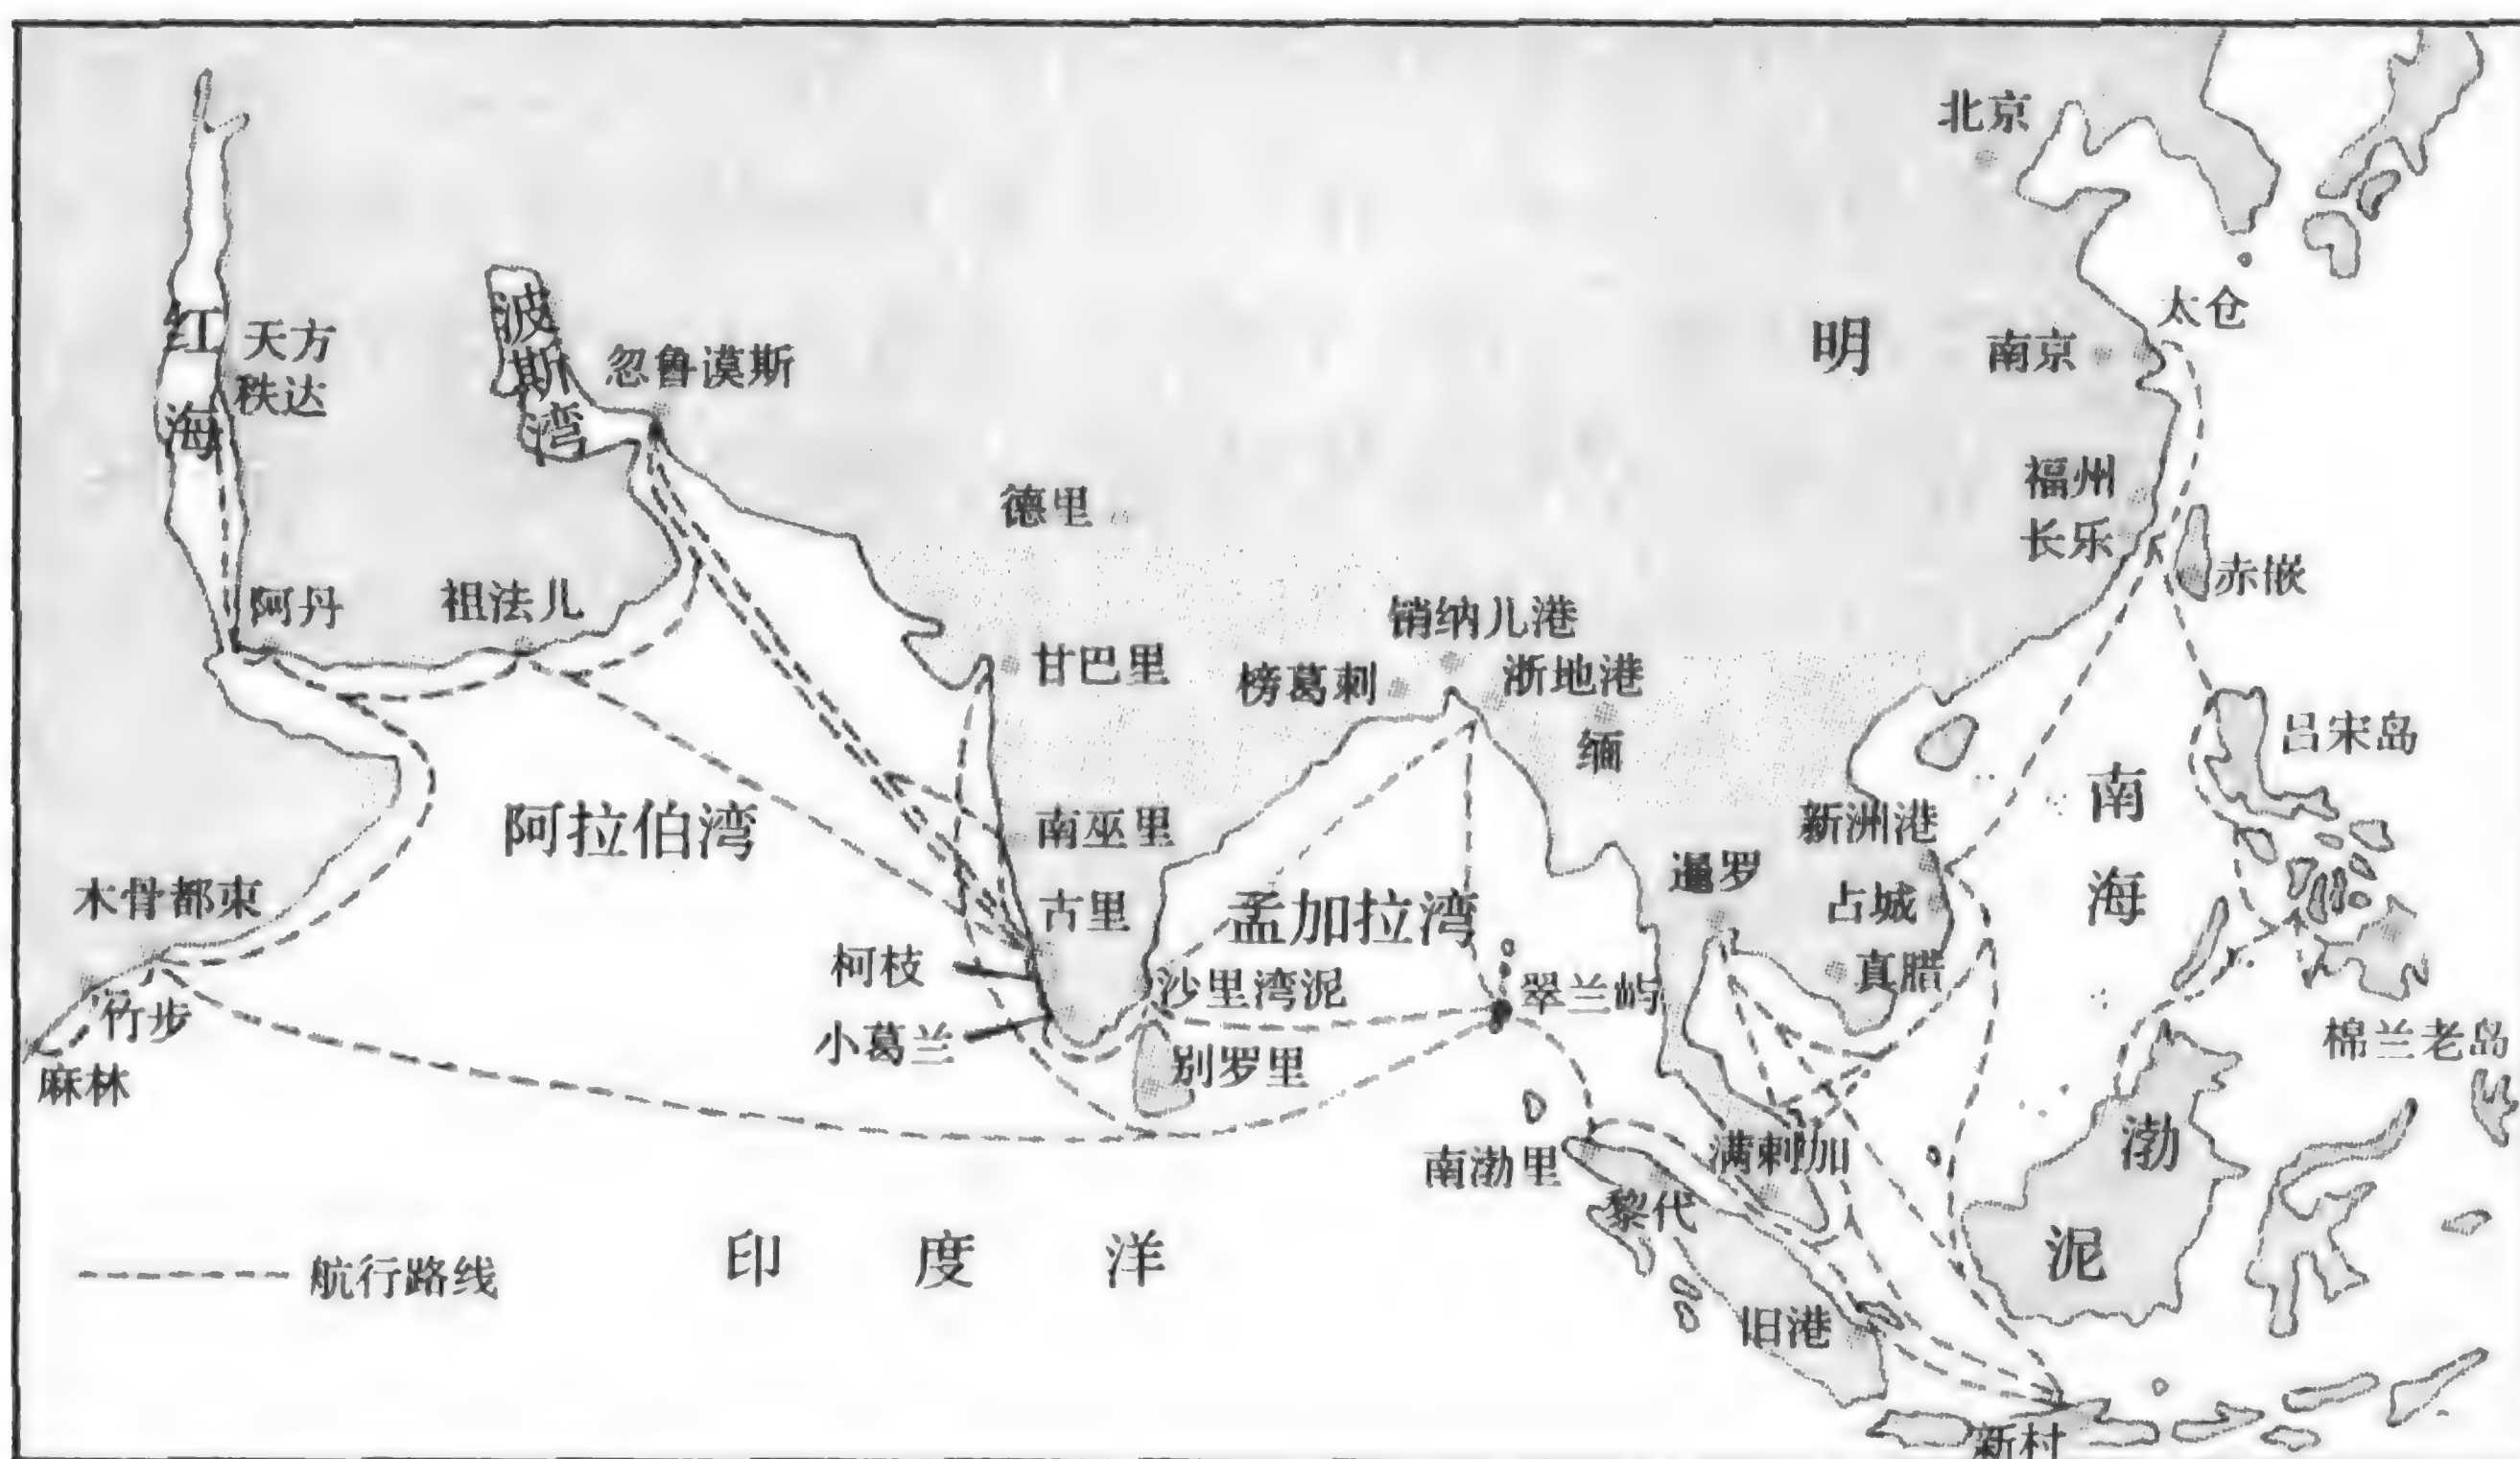 北京
太仓
红海
天方
波斯湾
忽鲁谟斯
明
南京
秩达
德里
福州
长乐
赤嵌
阿丹
祖法儿
销纳儿港
甘巴里
榜葛刺
浙地港
缅
吕宋岛
南海
阿拉伯湾
南巫里
新洲港
暹罗
木骨都束
古里
孟加拉湾
占城
柯枝
沙里湾泥
翠兰屿
真腊
竹步
小葛兰
别罗里
棉兰老岛
麻林
南渤里
满剌加
渤泥
黎代
航行路线
印度洋
旧港
新村